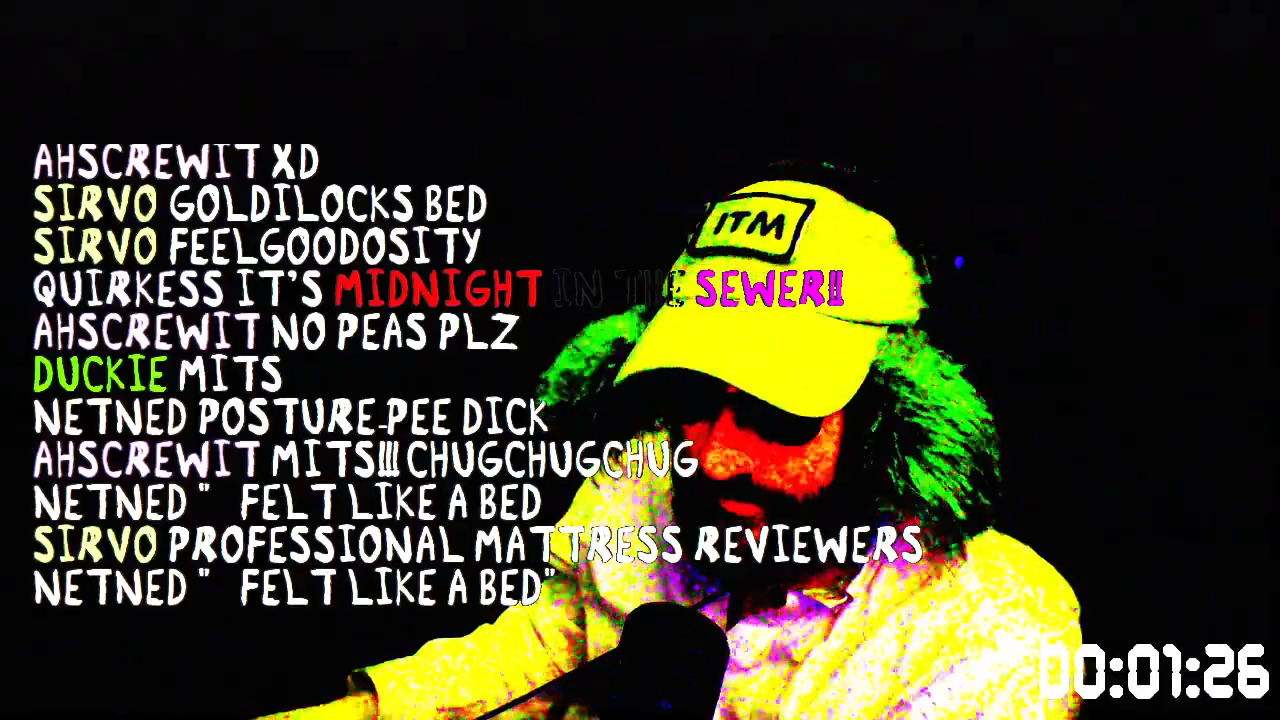 AHSCREWIT XD
SIRVO GOLDILOCKS BED
SIRVO FEELGOODOSITY
QUIRKESS IT'S MIDNIGHT IN THE SEWER!!
AHSCREWIT NO PEAS PLZ
DUCKIE MITS
NETNED POSTURE-PEE DICK
AHSCREWIT MITS!!! CHUGCHUGCHUG
NETNED " FELT LIKE A BED
SIRVO PROFESSIONAL MATTRESS REVIEWERS
NETNED " FELT LIKE A BED"
ITM
00:01:26